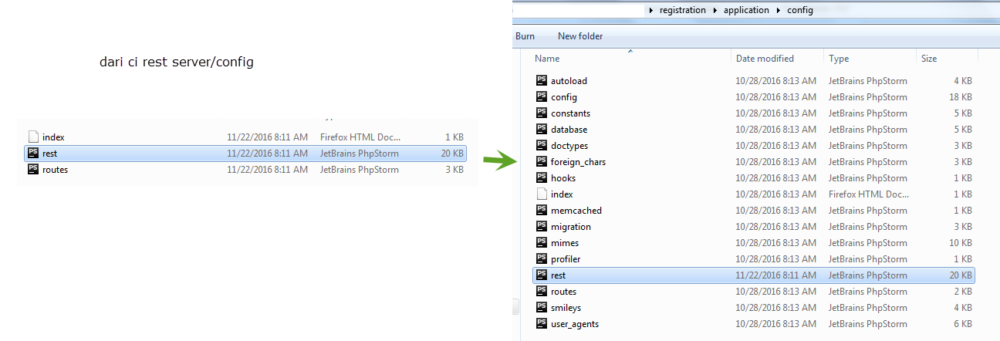 dari ci rest server/config
index 11/22/2016 8:11 AM Firefox HTML Doc... 1 KB
rest 11/22/2016 8:11 AM JetBrains PhpStorm 20 KB
routes 11/22/2016 8:11 AM JetBrains PhpStorm 3 KB
registration application config
Burn New folder
Name Date modified Type Size
autoload 10/28/2016 8:13 AM JetBrains PhpStorm 4 KB
config 10/28/2016 8:13 AM JetBrains PhpStorm 18 KB
constants 10/28/2016 8:13 AM JetBrains PhpStorm 5 KB
database 10/28/2016 8:13 AM JetBrains PhpStorm 5 KB
doctypes 10/28/2016 8:13 AM JetBrains PhpStorm 3 KB
foreign_chars 10/28/2016 8:13 AM JetBrains PhpStorm 3 KB
hooks 10/28/2016 8:13 AM JetBrains PhpStorm 1 KB
index 10/28/2016 8:13 AM Firefox HTML Doc... 1 KB
memcached 10/28/2016 8:13 AM JetBrains PhpStorm 1 KB
migration 10/28/2016 8:13 AM JetBrains PhpStorm 3 KB
mimes 10/28/2016 8:13 AM JetBrains PhpStorm 10 KB
profiler 10/28/2016 8:13 AM JetBrains PhpStorm 1 KB
rest 11/22/2016 8:11 AM JetBrains PhpStorm 20 KB
routes 10/28/2016 8:13 AM JetBrains PhpStorm 2 KB
smileys 10/28/2016 8:13 AM JetBrains PhpStorm 4 KB
user_agents 10/28/2016 8:13 AM JetBrains PhpStorm 6 KB